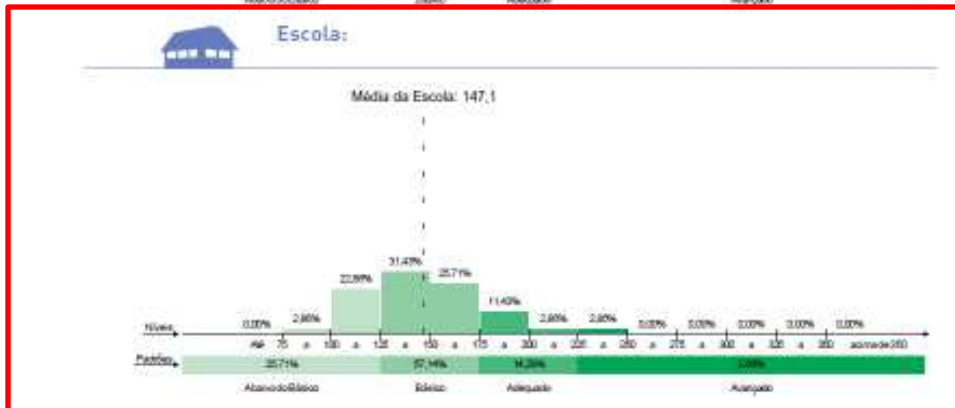 Escola:
Média da Escola: 147,1
31,43%
22,86% 25,71%
11,43%
0,00% 2,86% 2,86% 2,86% 0,00% 0,00% 0,00% 0,00% 0,00%
Níveis
Até 75 a 100 a 125 a 150 a 175 a 200 a 225 a 250 a 275 a 300 a 325 a 350 acima de 350
Padrões 25,71% 57,14% 14,29%
Abaixo do Básico Básico Adequado Avançado